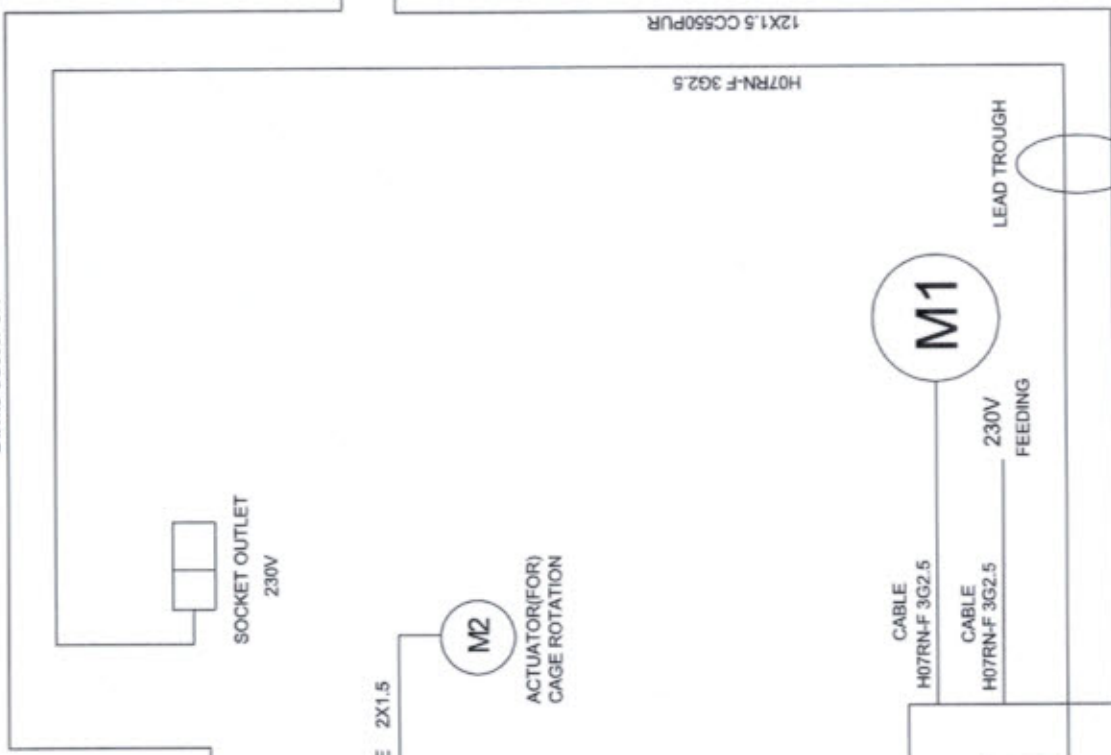 12X1.5 CC550PUR
H07RN-F 3G2.5
LEAD TROUGH
M1
230V
FEEDING
SOCKET OUTLET
230V
M2
ACTUATOR(FOR)
CAGE ROTATION
2X1.5
CABLE
H07RN-F 3G2.5
CABLE
H07RN-F 3G2.5